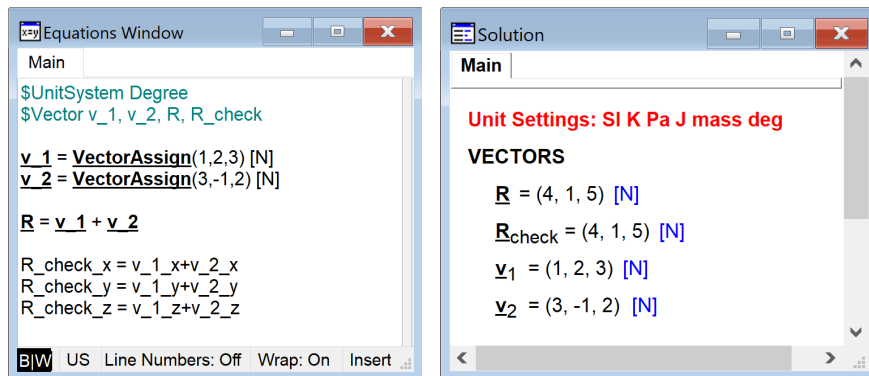 x=y Equations Window
Main
$UnitSystem Degree
$Vector v_1, v_2, R, R_check
v_1 = VectorAssign(1,2,3) [N]
v_2 = VectorAssign(3,-1,2) [N]
R = v_1 + v_2
R_check_x = v_1_x+v_2_x
R_check_y = v_1_y+v_2_y
R_check_z = v_1_z+v_2_z
B|W US Line Numbers: Off Wrap: On Insert
Solution
Main
Unit Settings: SI K Pa J mass deg
VECTORS
R = (4, 1, 5) [N]
Rcheck = (4, 1, 5) [N]
v1 = (1, 2, 3) [N]
v2 = (3, -1, 2) [N]